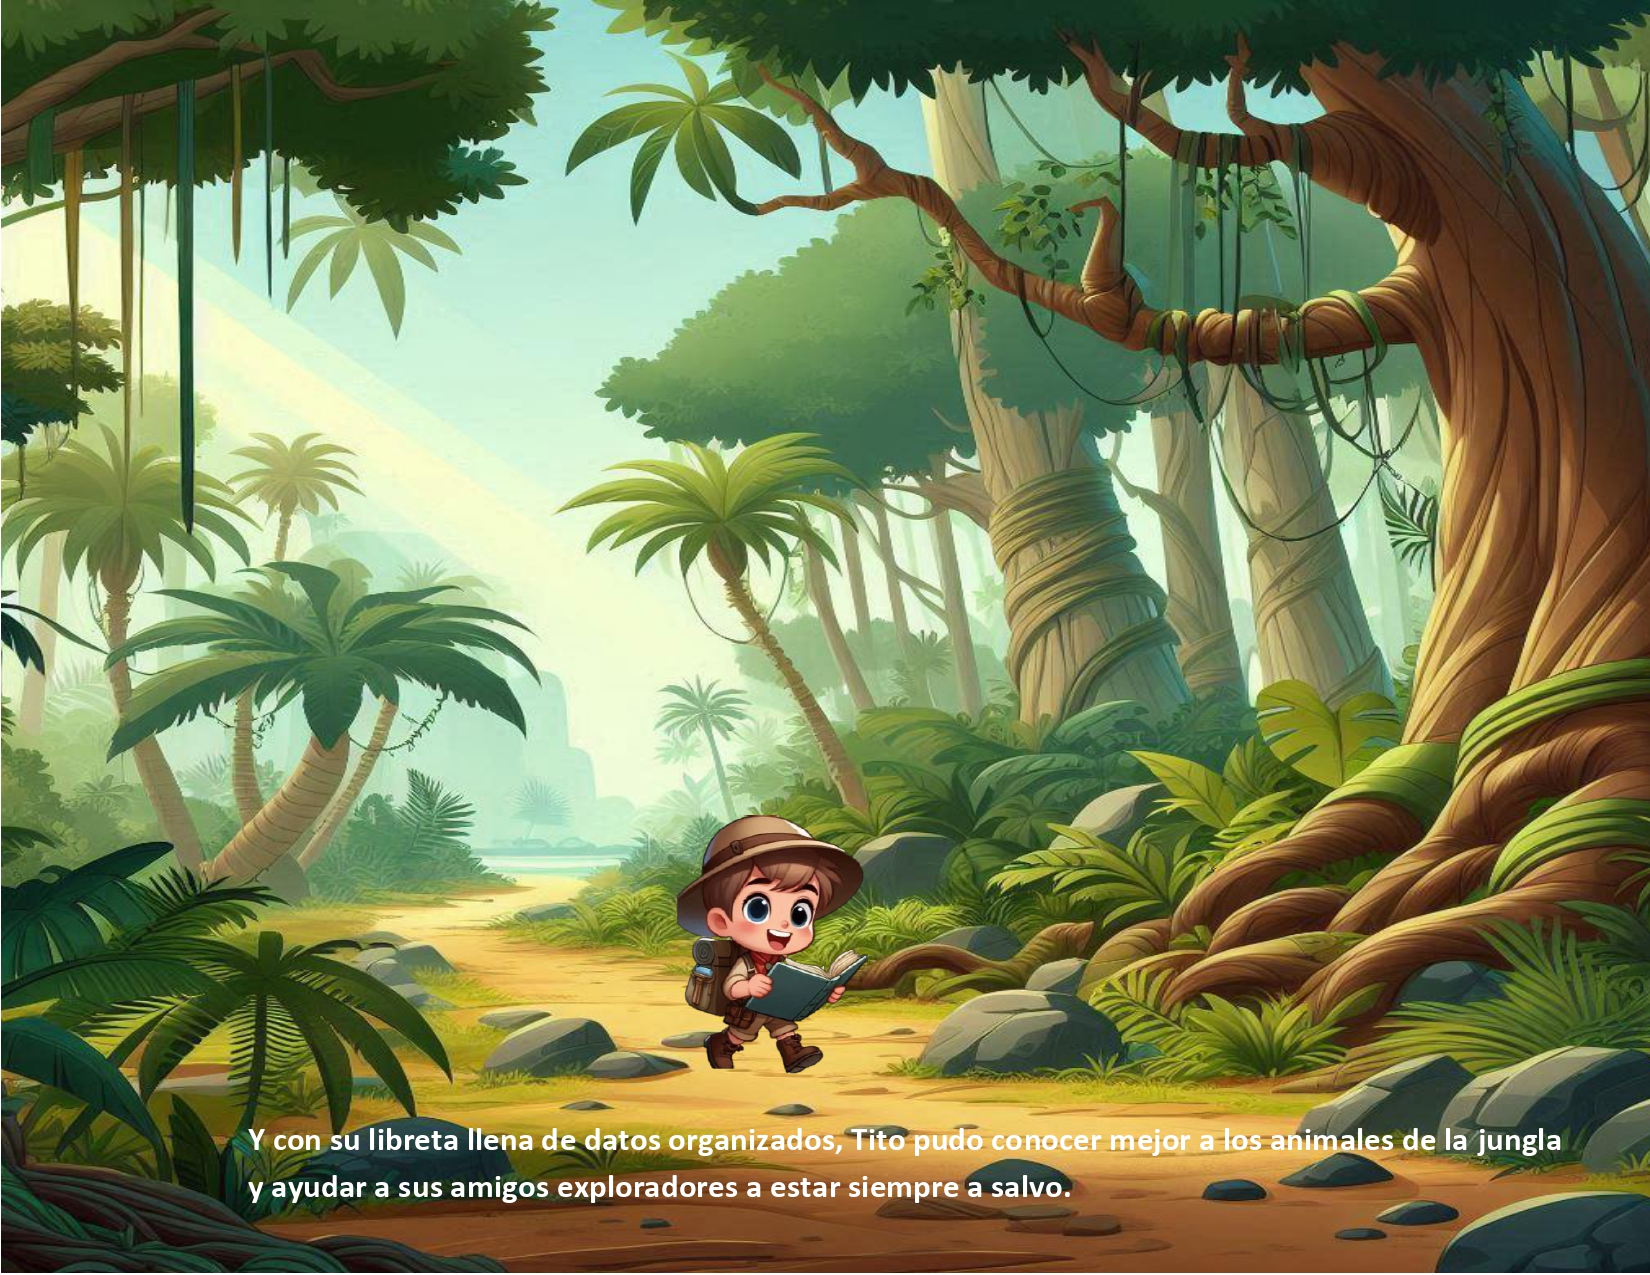 Y con su libreta llena de datos organizados, Tito pudo conocer mejor a los animales de la jungla
y ayudar a sus amigos exploradores a estar siempre a salvo.